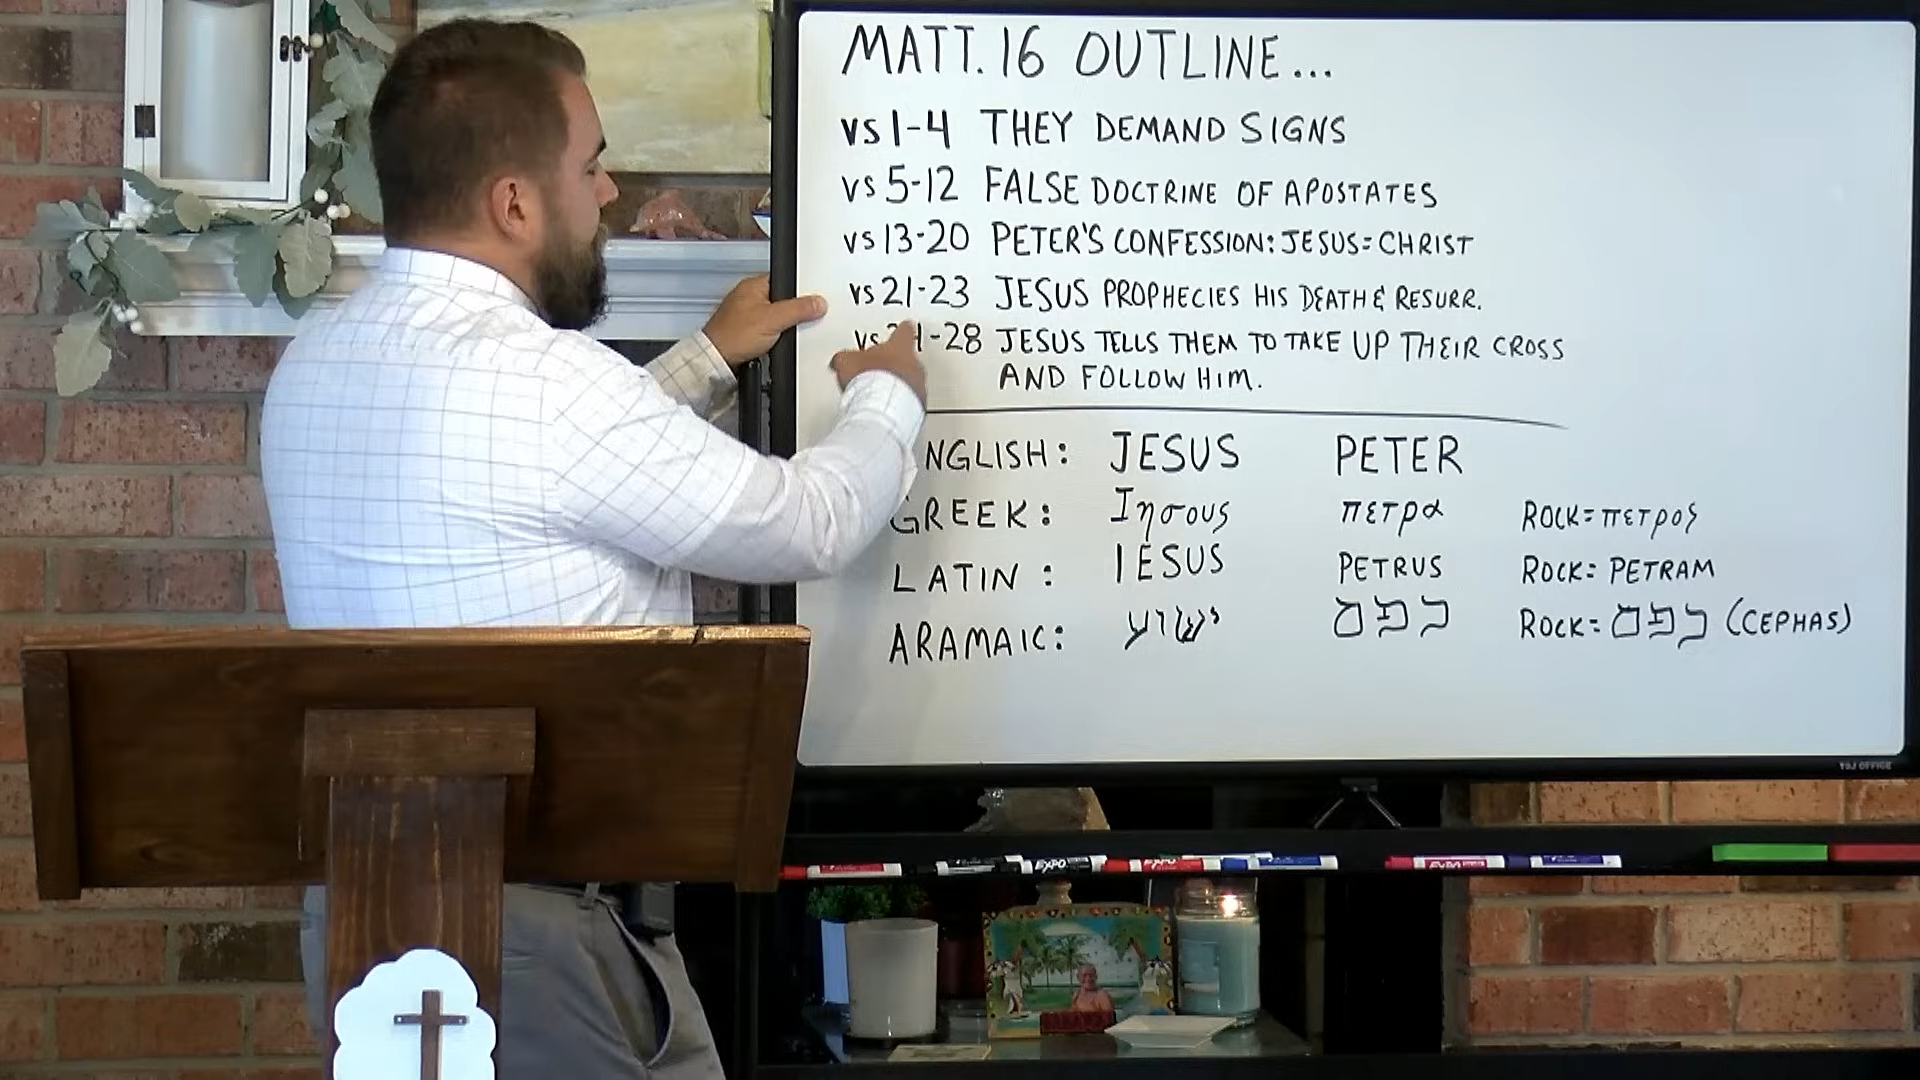 MATT. 16 OUTLINE...
vs 1-4 THEY DEMAND SIGNS
vs 5-12 FALSE DOCTRINE OF APOSTATES
vs 13-20 PETER'S CONFESSION: JESUS=CHRIST
vs 21-23 JESUS PROPHECIES HIS DEATH & RESURR.
vs 24-28 JESUS TELLS THEM TO TAKE UP THEIR CROSS
AND FOLLOW HIM.
NGLISH: JESUS PETER
GREEK: Ιησους πετρα ROCK=πετρος
LATIN: IESUS PETRUS ROCK: PETRAM
ARAMAIC: ישוע כפס ROCK= כפס (CEPHAS)
EXPO